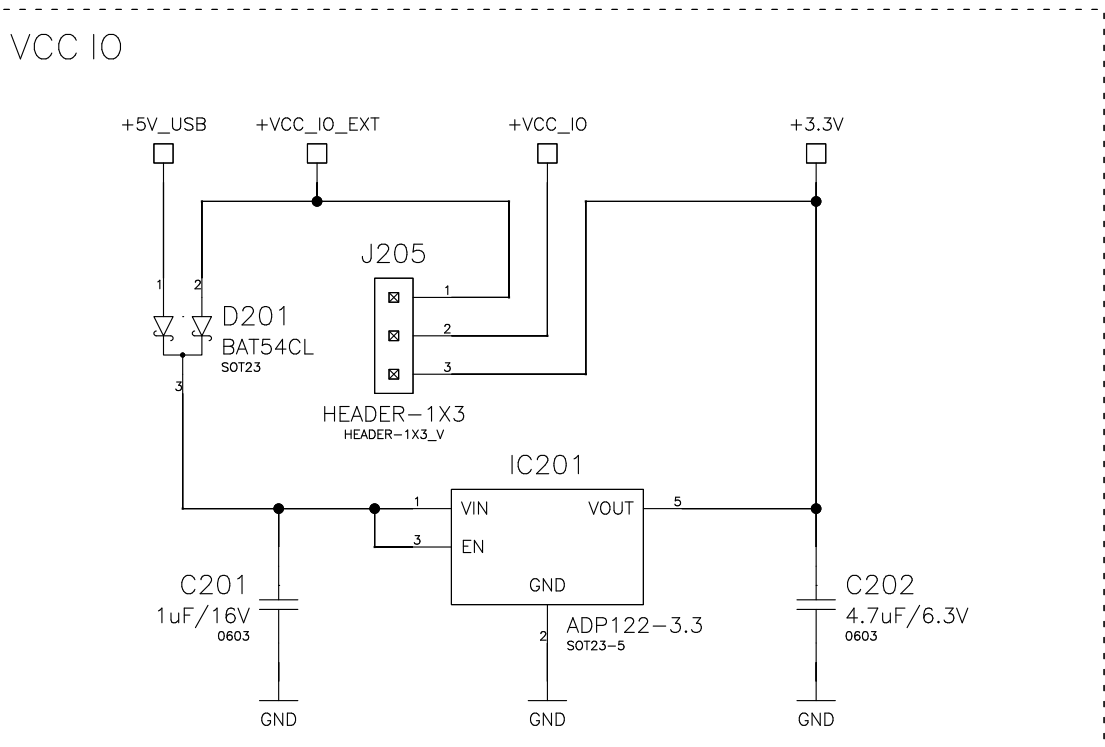 VCC IO
+5V_USB
+VCC_IO_EXT
+VCC_IO
+3.3V
J205
1
2
1
D201
BAT54CL
SOT23
2
3
3
HEADER-1X3
HEADER-1X3_V
IC201
1
VIN
VOUT
5
3
EN
GND
C201
1uF/16V
0603
2
ADP122-3.3
SOT23-5
C202
4.7uF/6.3V
0603
GND
GND
GND